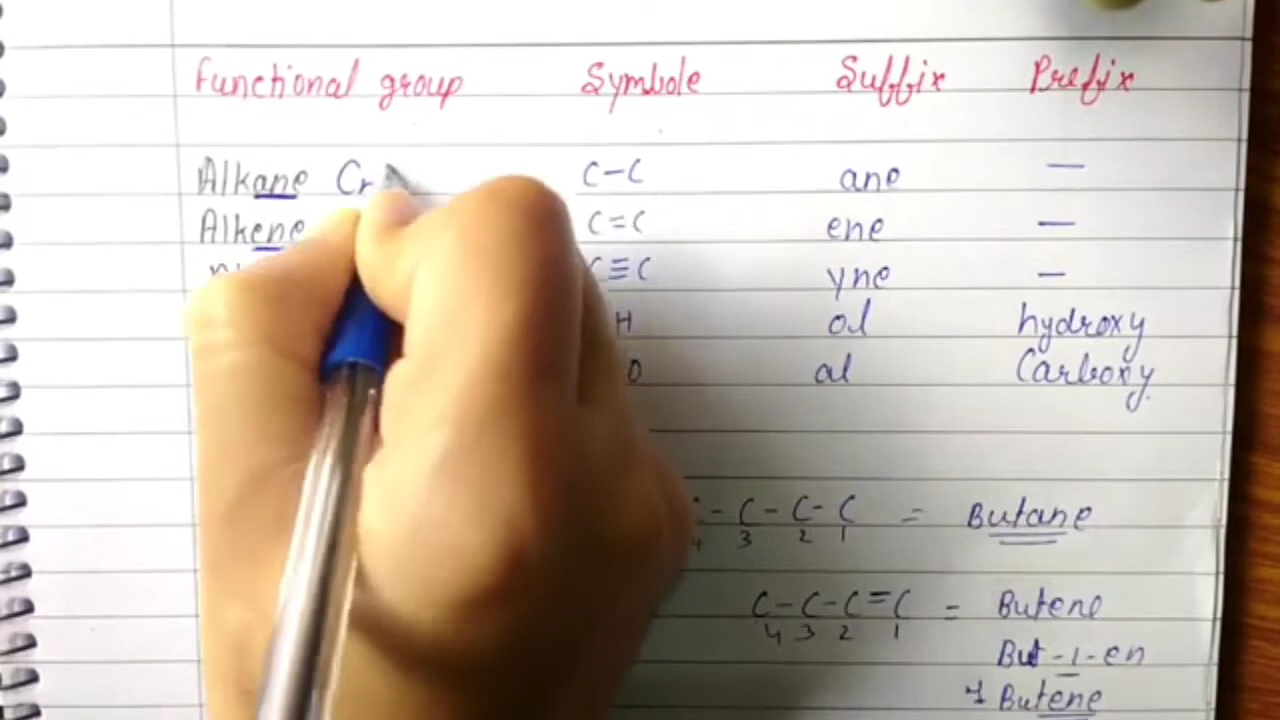 Functional group Symbole Suffix Prefix
Alkane C-C ane —
Alkene C=C ene —
C≡C yne —
H ol hydroxy
O al Carboxy
- C - C - C = Butane
4 3 2 1
C-C-C=C = Butene
4 3 2 1
But-1-en
1 Butene